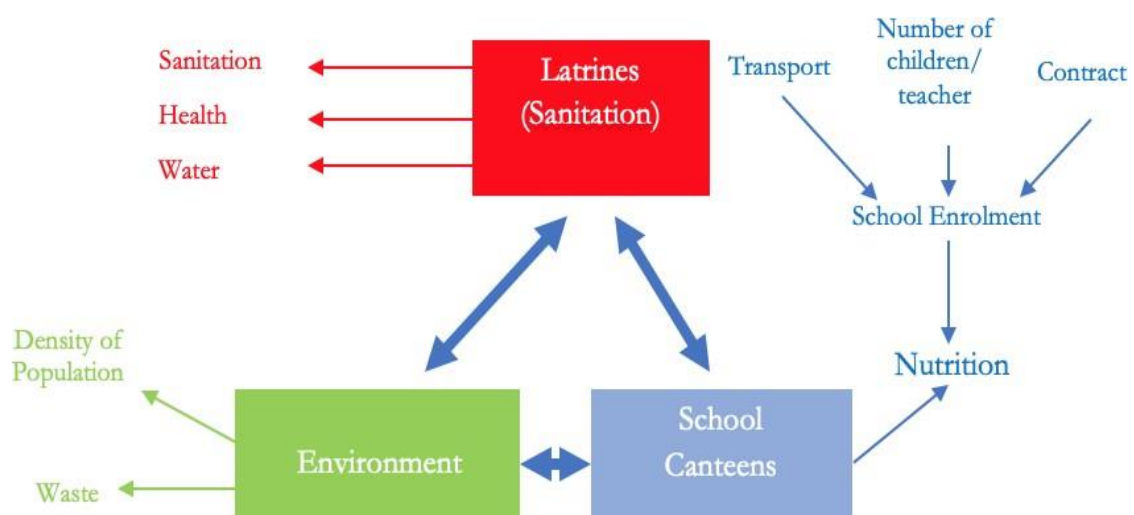 Sanitation
Health
Water
Latrines
(Sanitation)
Transport
Number of
children/
teacher
Contract
School Enrolment
Nutrition
Density of
Population
Waste
Environment
School
Canteens